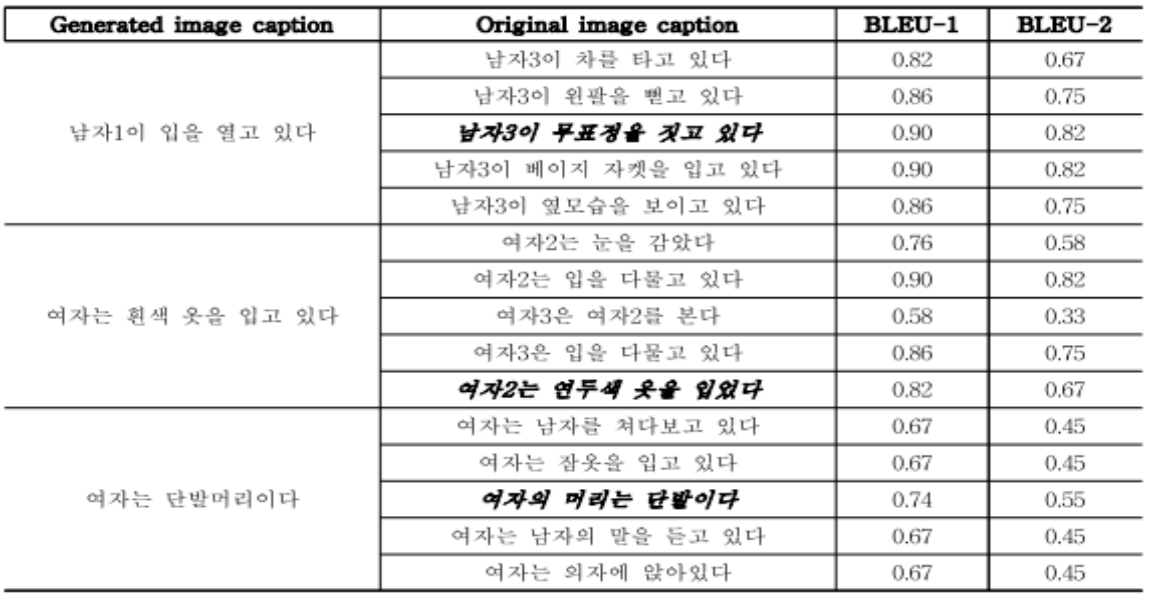 Generated image caption Original image caption BLEU-1 BLEU-2
남자3이 차를 타고 있다 0.82 0.67
남자3이 왼팔을 뻗고 있다 0.86 0.75
남자1이 입을 열고 있다 남자3이 무표정을 짓고 있다 0.90 0.82
남자3이 베이지 자켓을 입고 있다 0.90 0.82
남자3이 옆모습을 보이고 있다 0.86 0.75
여자2는 눈을 감았다 0.76 0.58
여자2는 입을 다물고 있다 0.90 0.82
여자는 흰색 옷을 입고 있다 여자3은 여자2를 본다 0.58 0.33
여자3은 입을 다물고 있다 0.86 0.75
여자2는 연두색 옷을 입었다 0.82 0.67
여자는 남자를 쳐다보고 있다 0.67 0.45
여자는 잠옷을 입고 있다 0.67 0.45
여자는 단발머리이다 여자의 머리는 단발이다 0.74 0.55
여자는 남자의 말을 듣고 있다 0.67 0.45
여자는 의자에 앉아있다 0.67 0.45